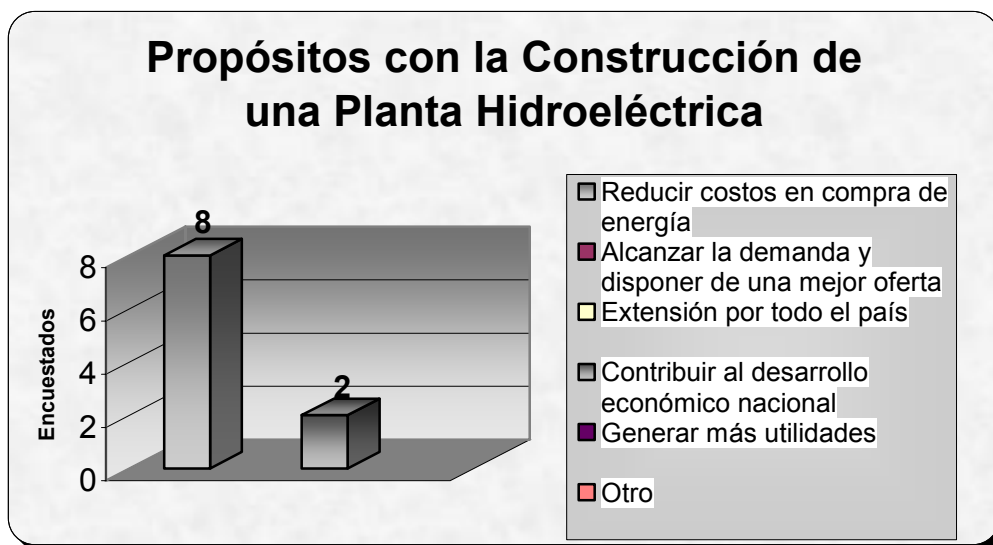 Propósitos con la Construcción de
una Planta Hidroeléctrica
8
2
8
6
4
2
0
Encuestados
Reducir costos en compra de
energía
Alcanzar la demanda y
disponer de una mejor oferta
Extensión por todo el país
Contribuir al desarrollo
económico nacional
Generar más utilidades
Otro